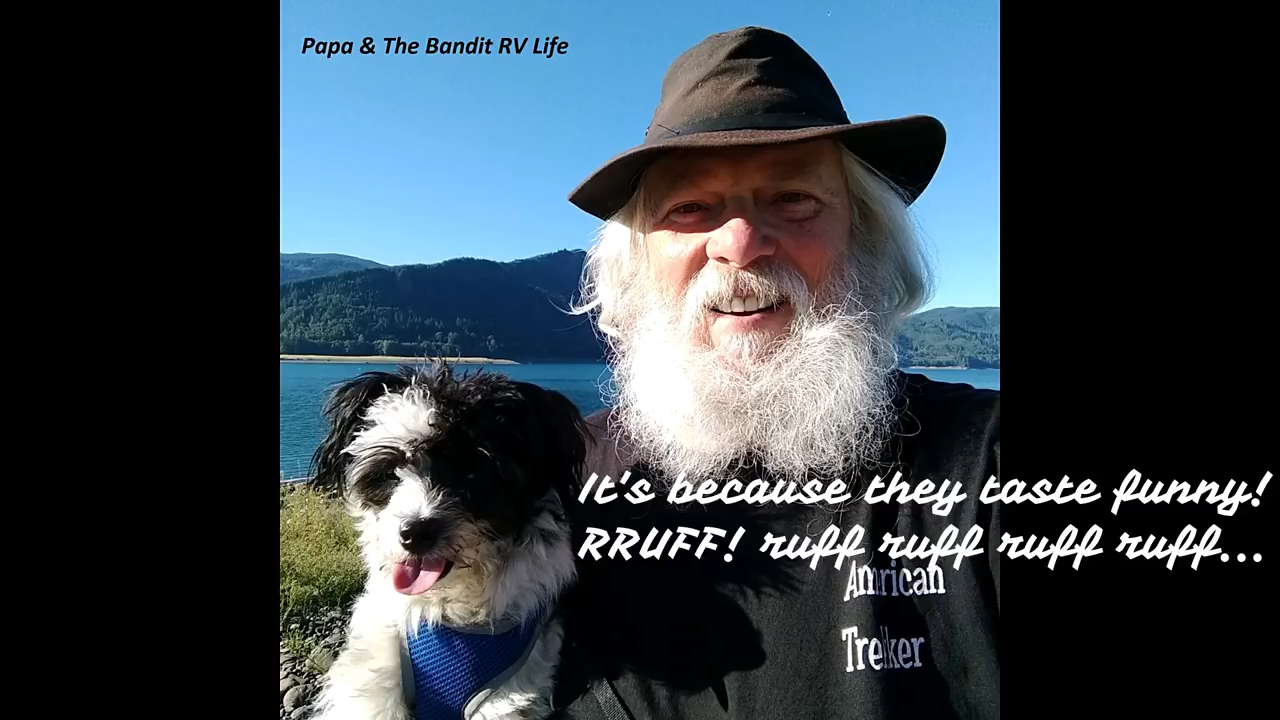 Papa & The Bandit RV Life
It's because they taste funny!
RRUFF! ruff ruff ruff ruff...
American
Trekker